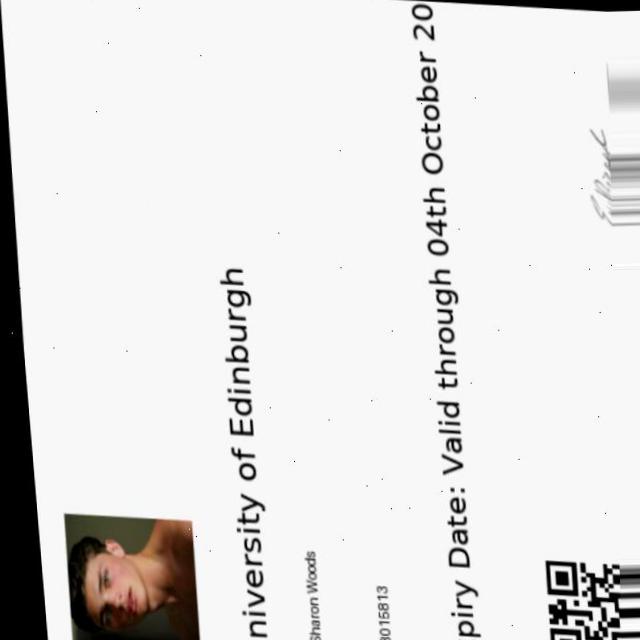 niversity of Edinburgh
Sharon Woods
3015813
piry Date: Valid through 04th October 20